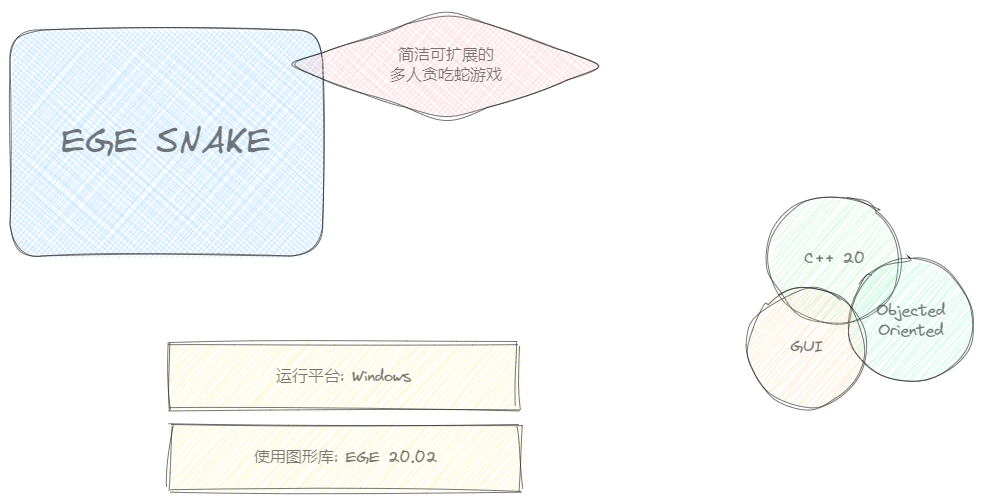 简洁可扩展的
多人贪吃蛇游戏
EGE SNAKE
C++ 20
Objected
Oriented
GUI
运行平台: Windows
使用图形库: EGE 20.02